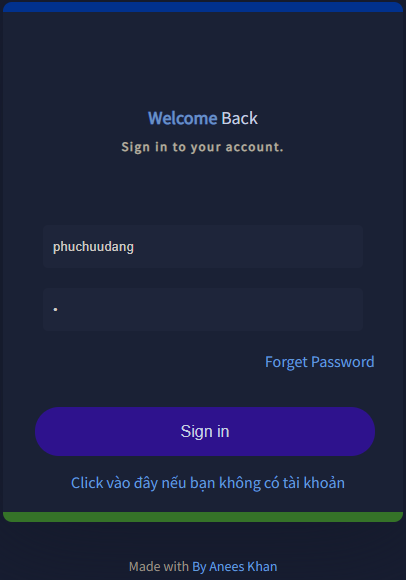 Welcome Back
Sign in to your account.
phuchuudang
•
Forget Password
Sign in
Click vào đây nếu bạn không có tài khoản
Made with By Anees Khan